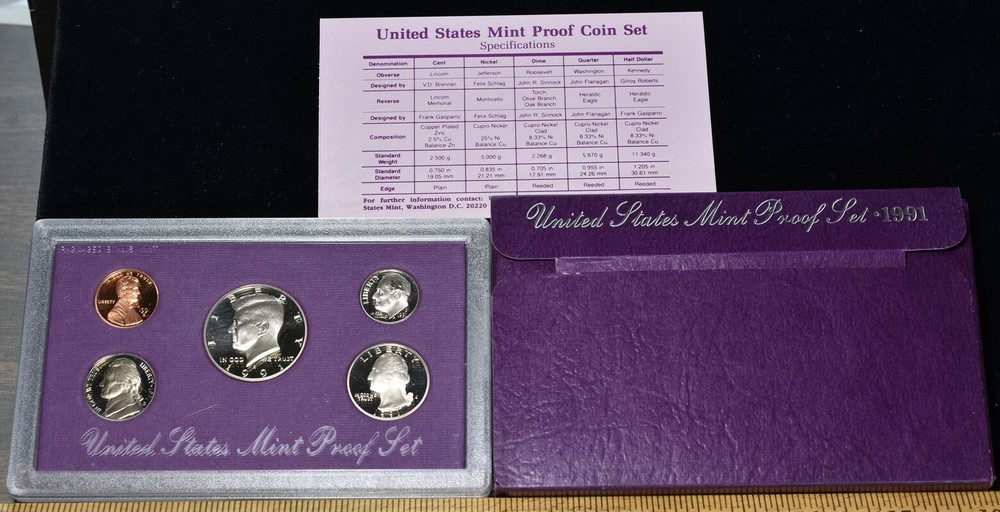 United States Mint Proof Coin Set
Specifications
Denomination Cent Nickel Dime Quarter Half Dollar
Obverse Lincoln Jefferson Roosevelt Washington Kennedy
Designed by V.D. Brenner Felix Schlag John R. Sinnock John Flanagan Gilroy Roberts
Reverse Lincoln Memorial Monticello Torch Olive Branch Oak Branch Heraldic Eagle Heraldic Eagle
Designed by Frank Gasparro Felix Schlag John R. Sinnock John Flanagan Frank Gasparro
Composition Copper Plated Zinc 2.5% Cu Balance Zn Cupro-Nickel 25% Ni Balance Cu Cupro-Nickel Clad 8.33% Ni Balance Cu Cupro-Nickel Clad 8.33% Ni Balance Cu Cupro-Nickel Clad 8.33% Ni Balance Cu
Standard Weight 2.500 g 5.000 g 2.268 g 5.670 g 11.340 g
Standard Diameter 0.750 in 19.05 mm 0.835 in 21.21 mm 0.705 in 17.91 mm 0.955 in 24.26 mm 1.205 in 30.61 mm
Edge Plain Plain Reeded Reeded Reeded
For further information contact:
States Mint, Washington D.C. 20220
United States Mint Proof Set · 1991
LIBERTY
LIBERTY
IN GOD WE TRUST
1991
LIBERTY
LIBERTY
LIBERTY
IN GOD WE TRUST
1991
United States Mint Proof Set